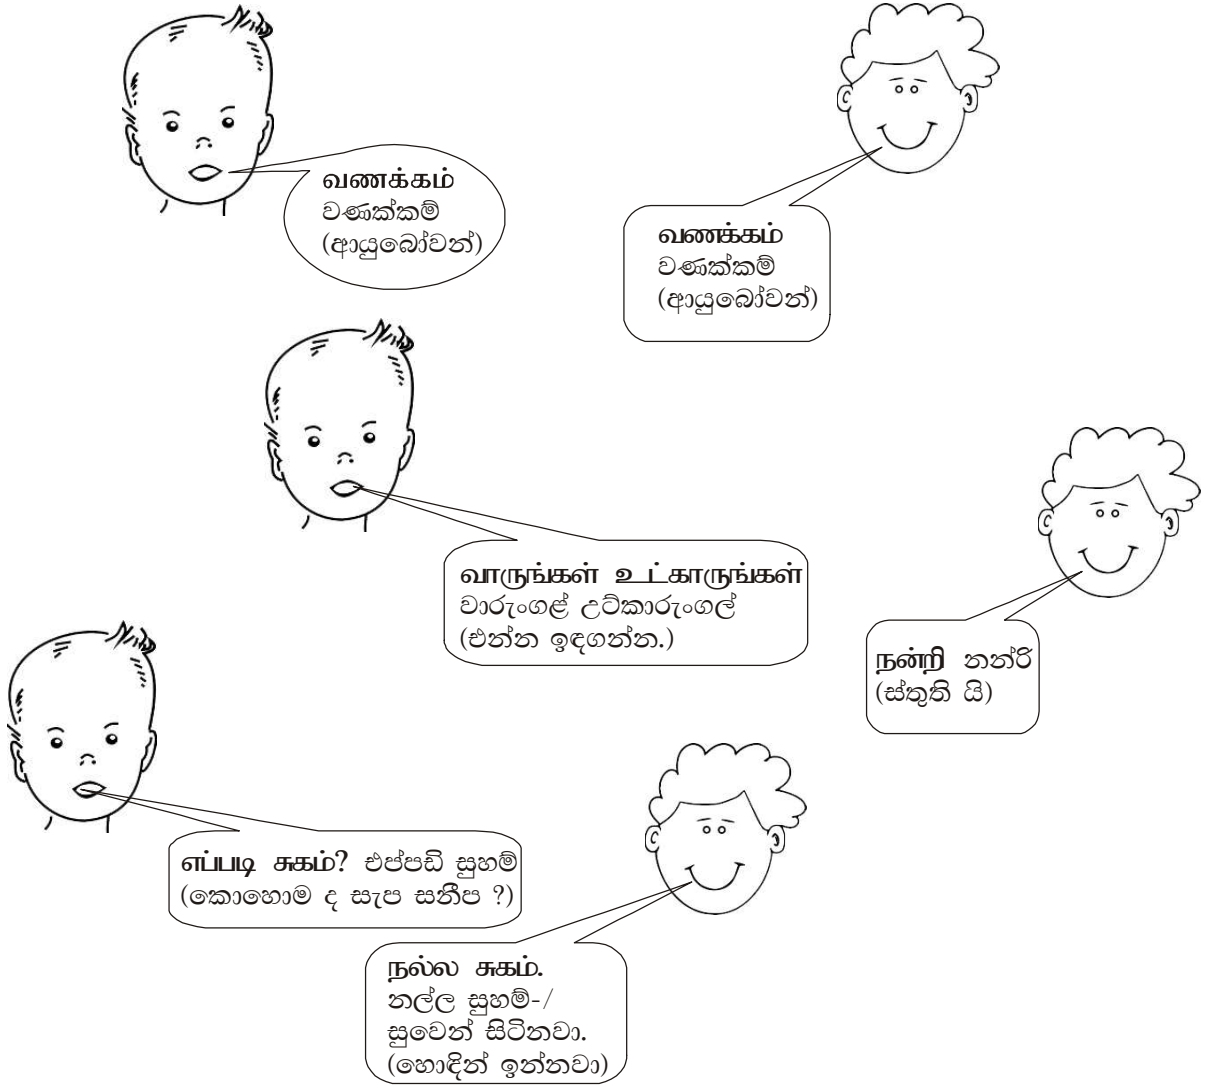 வணக்கம்
වණක්කම්
(ආයුබෝවන්)
வணக்கம்
වණක්කම්
(ආයුබෝවන්)
வாருங்கள் உட்காருங்கள்
වාරුංගළ් උට්කාරුංගල්
(එන්න ඉඳගන්න.)
நன்றி නන්රි
(ස්තුති යි)
எப்படி சுகம்? එප්පඩි සුහම්
(කොහොම ද සැප සනීප ?)
நல்ல சுகம்.
නල්ල සුහම්-/
සුවෙන් සිටිනවා.
(හොඳින් ඉන්නවා)